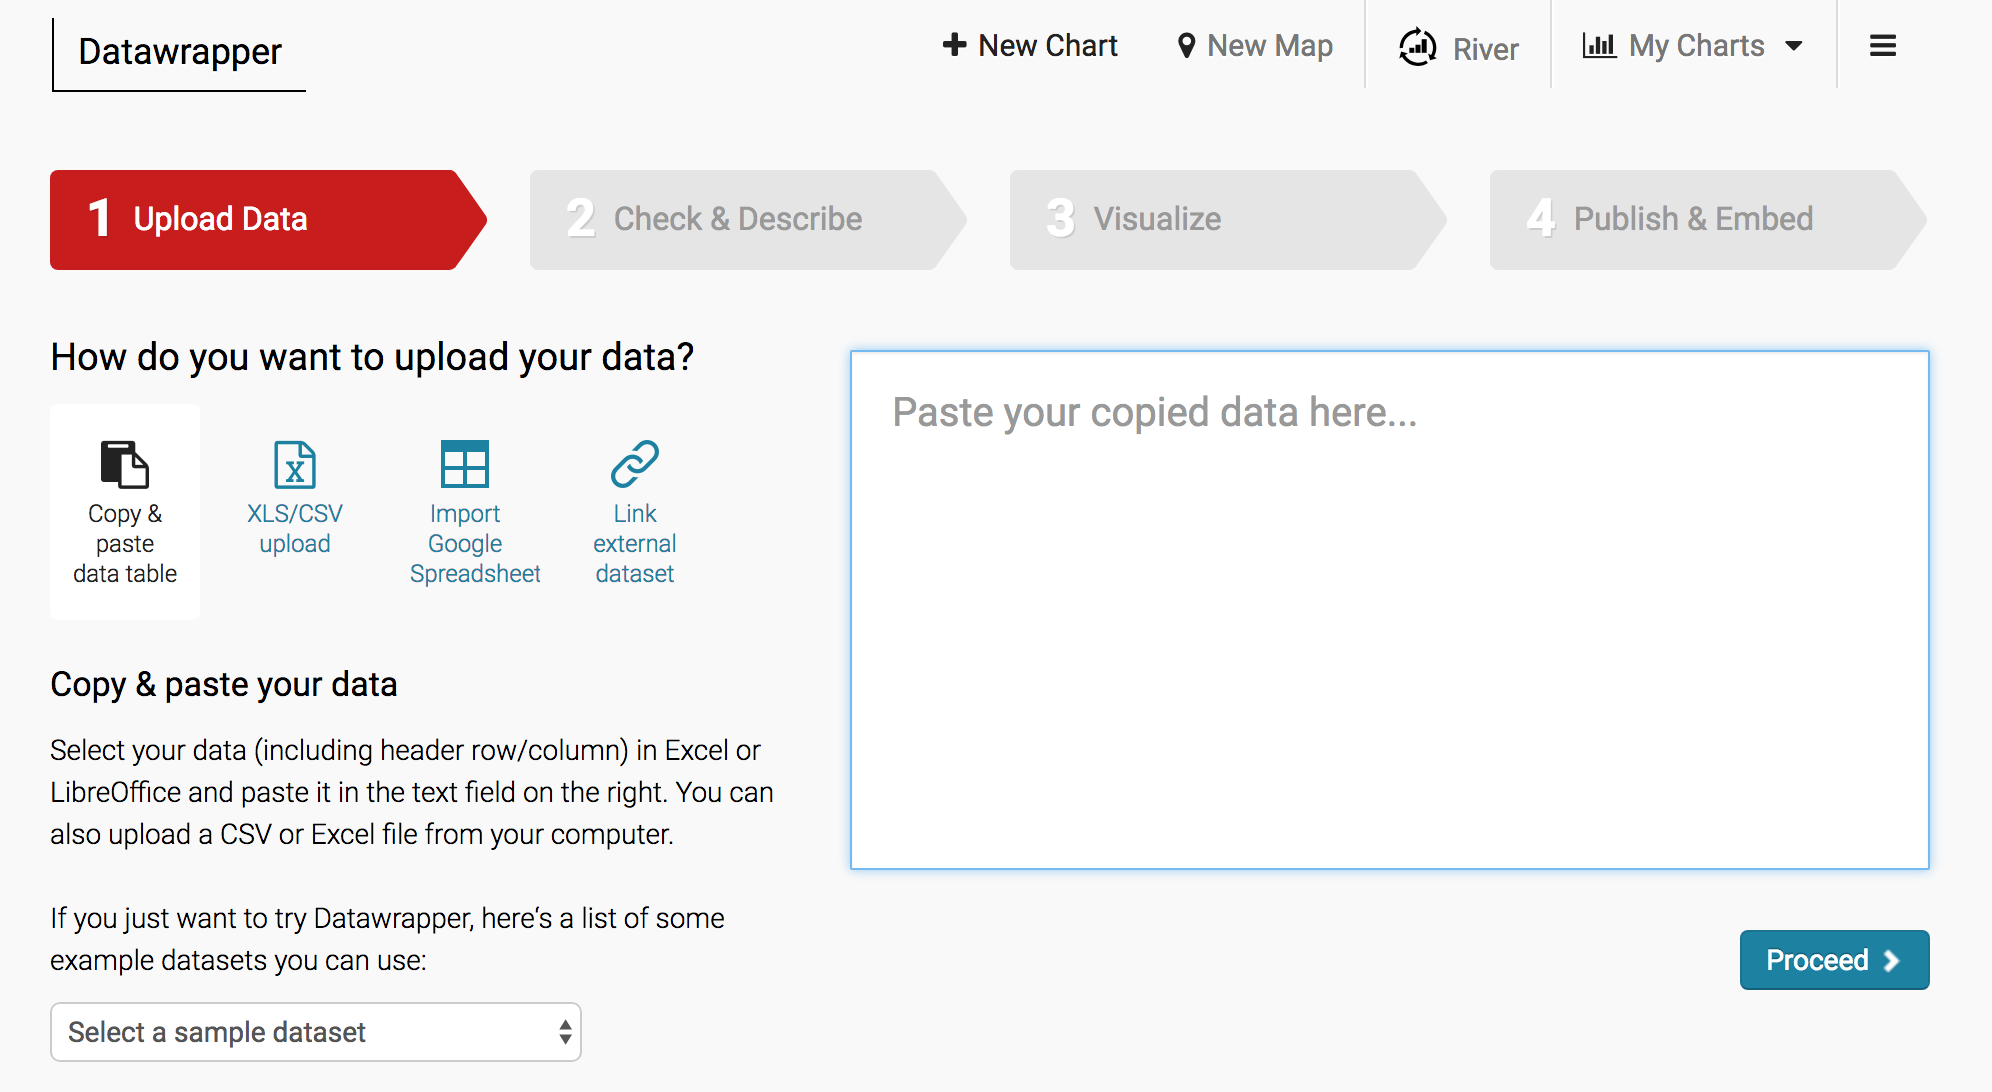 Datawrapper
New Chart
New Map
River
My Charts
1 Upload Data
2 Check & Describe
3 Visualize
4 Publish & Embed
How do you want to upload your data?
Copy &
paste
data table
XLS/CSV
upload
Import
Google
Spreadsheet
Link
external
dataset
Paste your copied data here...
Copy & paste your data
Select your data (including header row/column) in Excel or
LibreOffice and paste it in the text field on the right. You can
also upload a CSV or Excel file from your computer.
If you just want to try Datawrapper, here‘s a list of some
example datasets you can use:
Select a sample dataset
Proceed